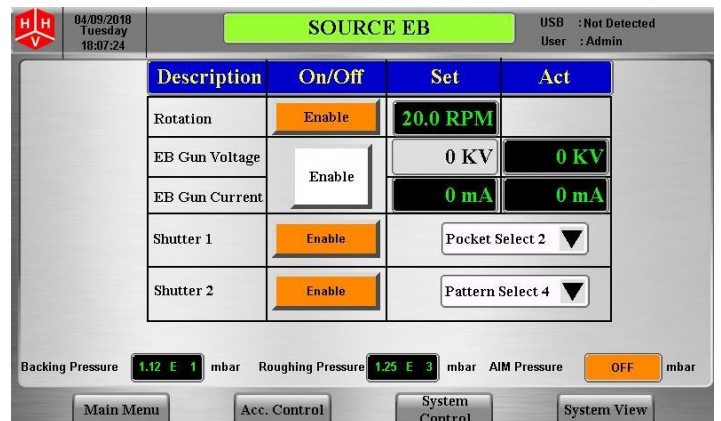 H H
V
04/09/2018
Tuesday
18:07:24
SOURCE EB
USB : Not Detected
User : Admin
Description On/Off Set Act
Rotation Enable 20.0 RPM
EB Gun Voltage 0 KV 0 KV
Enable
EB Gun Current 0 mA 0 mA
Shutter 1 Enable Pocket Select 2
Shutter 2 Enable Pattern Select 4
Backing Pressure 1.12 E 1 mbar Roughing Pressure 1.25 E 3 mbar AIM Pressure OFF mbar
Main Menu Acc. Control System Control System View